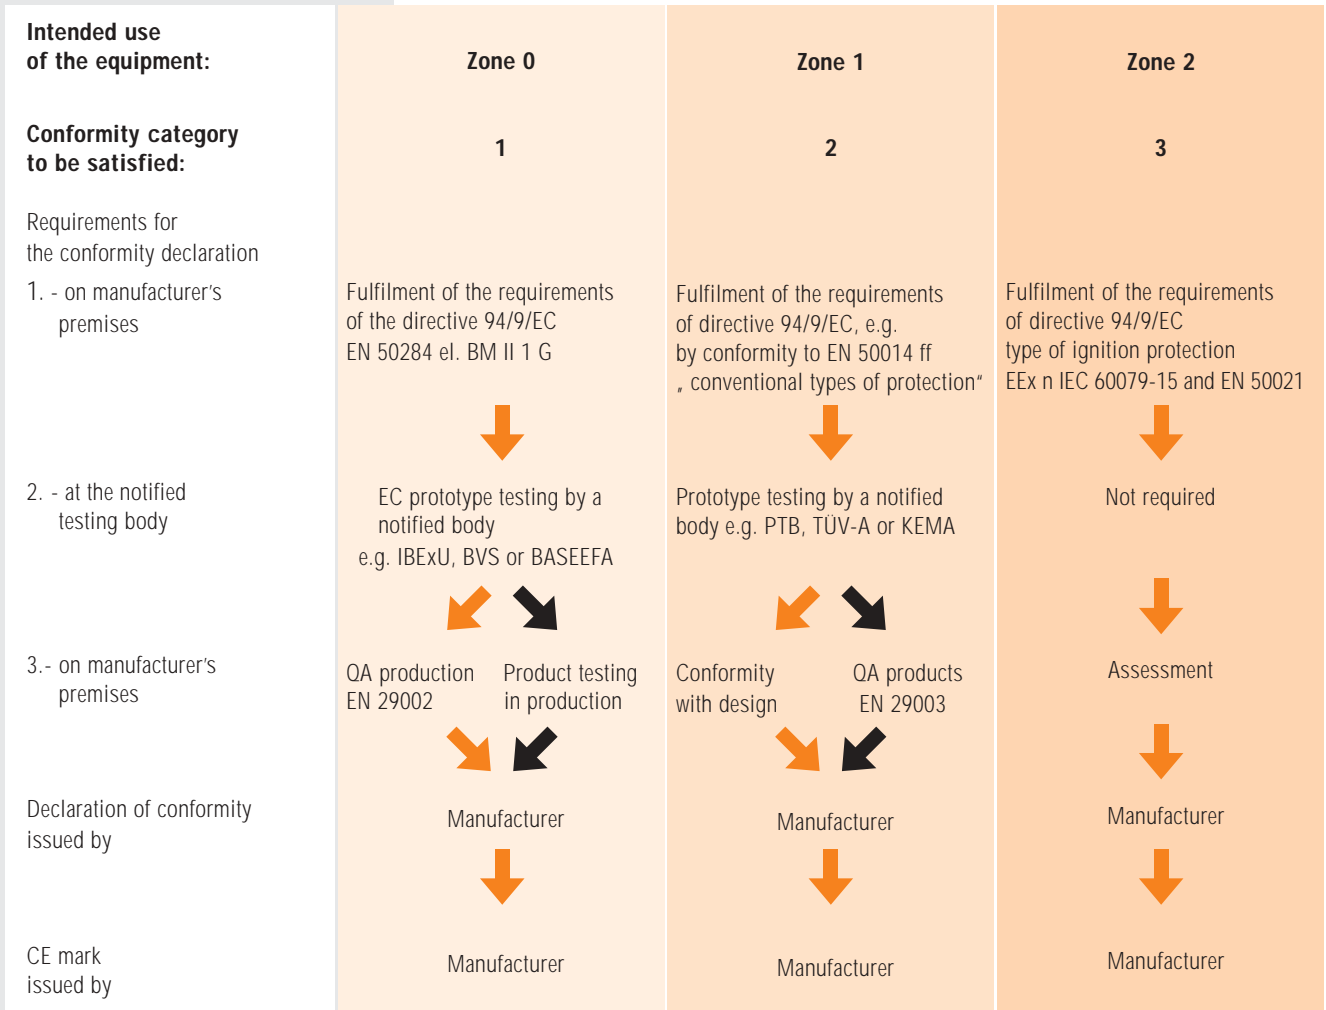 Intended use
of the equipment:
Zone 0
Zone 1
Zone 2
Conformity category
to be satisfied:
1
2
3
Requirements for
the conformity declaration
1. - on manufacturer's
premises
Fulfilment of the requirements
of the directive 94/9/EC
EN 50284 el. BM II 1 G
Fulfilment of the requirements
of directive 94/9/EC, e.g.
by conformity to EN 50014 ff
„ conventional types of protection“
Fulfilment of the requirements
of directive 94/9/EC
type of ignition protection
EEx n IEC 60079-15 and EN 50021
2. - at the notified
testing body
EC prototype testing by a
notified body
e.g. IBExU, BVS or BASEEFA
Prototype testing by a notified
body e.g. PTB, TÜV-A or KEMA
Not required
3.- on manufacturer's
premises
QA production
EN 29002
Product testing
in production
Conformity
with design
QA products
EN 29003
Assessment
Declaration of conformity
issued by
Manufacturer
Manufacturer
Manufacturer
CE mark
issued by
Manufacturer
Manufacturer
Manufacturer